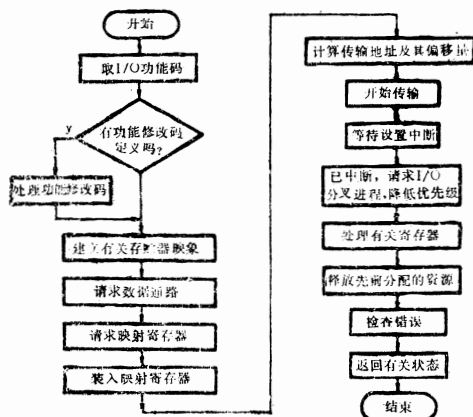 开始
取I/O功能码
有功能修改码
定义吗?
y
处理功能修改码
建立有关存贮器映象
请求数据通路
请求映射寄存器
装入映射寄存器
计算传输地址及其偏移量
开始传输
等待设置中断
已中断，请求I/O
分叉进程，降低优先级
处理有关寄存器
释放先前分配的资源
检查错误
返回有关状态
结束